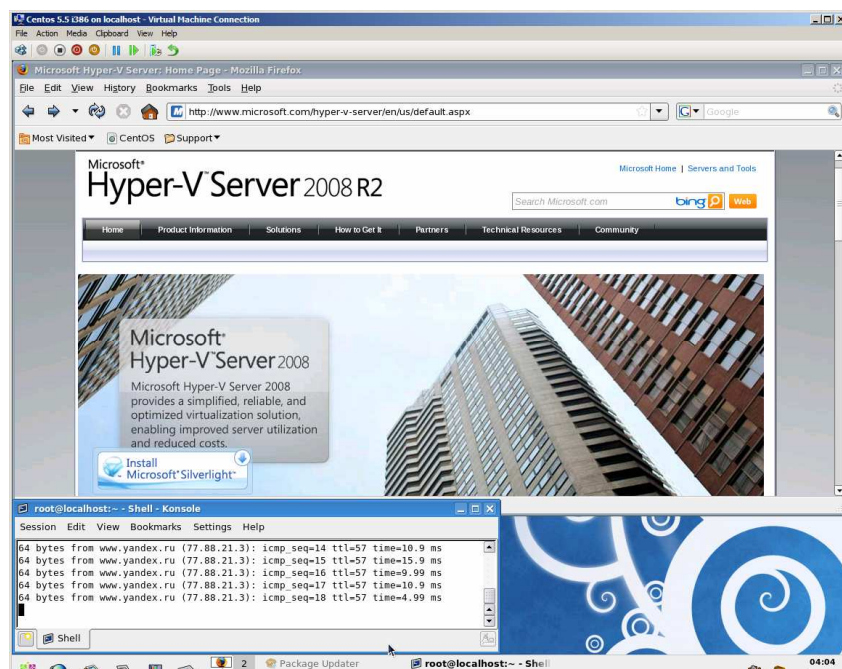 Centos 5.5 i386 on localhost - Virtual Machine Connection
File Action Media Clipboard View Help
Microsoft Hyper-V Server: Home Page - Mozilla Firefox
File Edit View History Bookmarks Tools Help
http://www.microsoft.com/hyper-v-server/en/us/default.aspx
Google
Most Visited CentOS Support
Microsoft®
Hyper-V™ Server 2008 R2
Microsoft Home | Servers and Tools
Search Microsoft.com bing Web
Home Product Information Solutions How to Get It Partners Technical Resources Community
Microsoft®
Hyper-V™ Server 2008
Microsoft Hyper-V Server 2008
provides a simplified, reliable, and
optimized virtualization solution,
enabling improved server utilization
and reduced costs.
Install
Microsoft® Silverlight™
root@localhost:~ - Shell - Konsole
Session Edit View Bookmarks Settings Help
64 bytes from www.yandex.ru (77.88.21.3): icmp_seq=14 ttl=57 time=10.9 ms
64 bytes from www.yandex.ru (77.88.21.3): icmp_seq=15 ttl=57 time=15.9 ms
64 bytes from www.yandex.ru (77.88.21.3): icmp_seq=16 ttl=57 time=9.99 ms
64 bytes from www.yandex.ru (77.88.21.3): icmp_seq=17 ttl=57 time=10.9 ms
64 bytes from www.yandex.ru (77.88.21.3): icmp_seq=18 ttl=57 time=4.99 ms
Shell
2 Package Updater root@localhost:~ - Shell 04:04